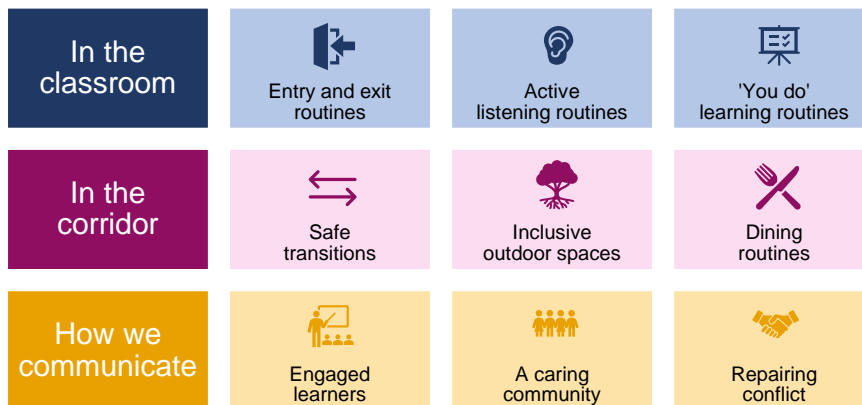 In the
classroom
Entry and exit
routines
Active
listening routines
'You do'
learning routines
In the
corridor
Safe
transitions
Inclusive
outdoor spaces
Dining
routines
How we
communicate
Engaged
learners
A caring
community
Repairing
conflict